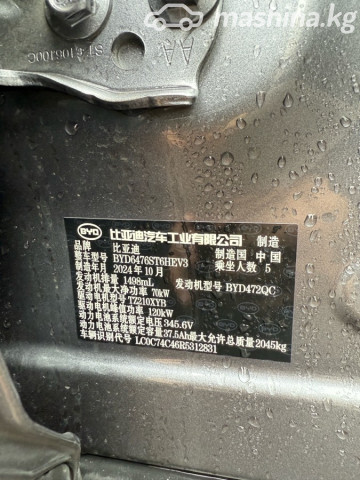 mashina.kg
ST 6106100C
AA
BYD 比亚迪汽车工业有限公司 制造
品牌 比亚迪 制造国 中国
整车型号 BYD6476ST6HEV3 乘坐人数 5
制造年月 2024年10月
发动机排量 1498mL 发动机型号 BYD472QC
发动机最大净功率 70kW
驱动电机型号 TZ210XYB
驱动电机峰值功率 120kW
动力电池系统额定电压 345.6V
动力电池系统额定容量 37.5Ah 最大允许总质量 2045kg
车辆识别代号 LC0C74C46R5312831